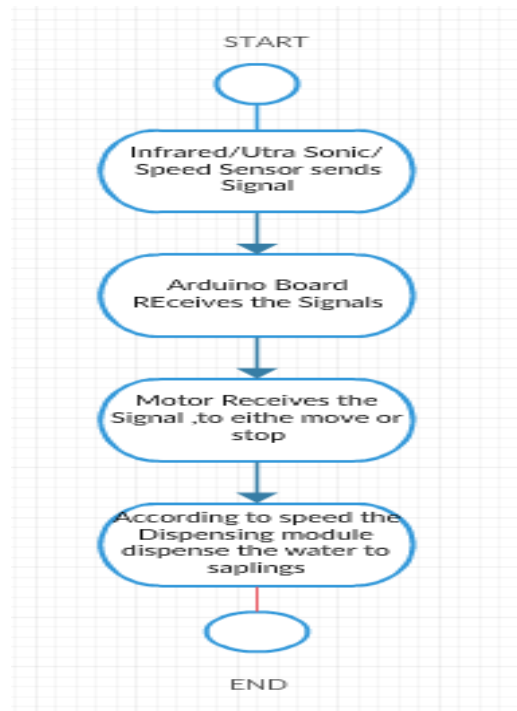 START
Infrared/Utra Sonic/
Speed Sensor sends
Signal
Arduino Board
REceives the Signals
Motor Receives the
Signal ,to eithe move or
stop
According to speed the
Dispensing module
dispense the water to
saplings
END